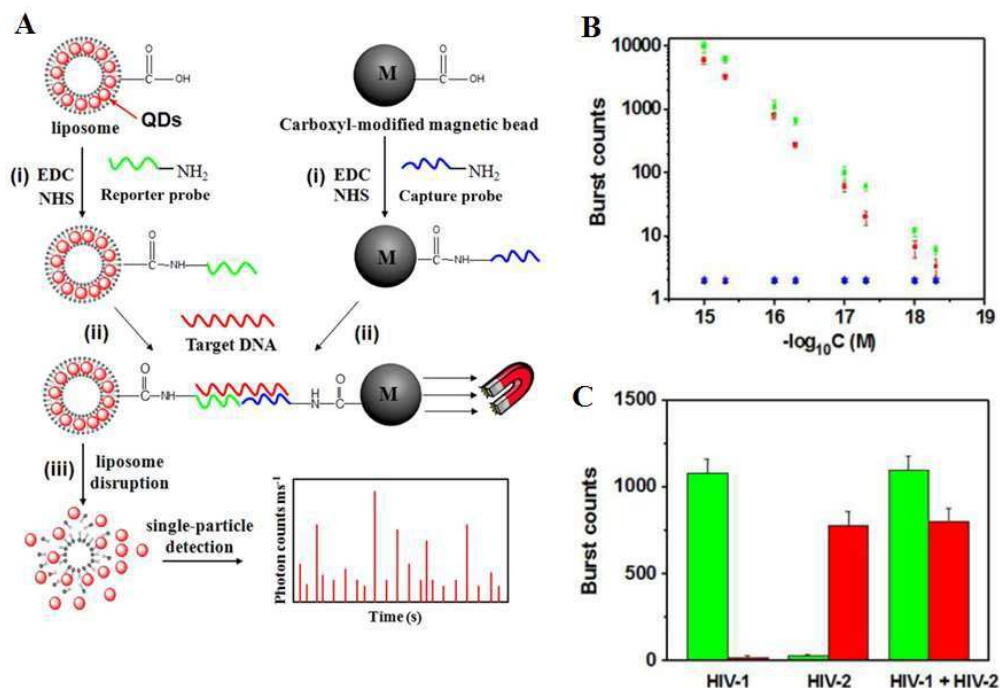 A
C
O
OH
liposome
QDs
M
C
O
OH
Carboxyl-modified magnetic bead
(i) EDC
NHS
NH2
Reporter probe
(i) EDC
NHS
NH2
Capture probe
O
C
NH
M
O
C
NH
(ii)
Target DNA
(ii)
O
C
NH
H
N
O
C
M
(iii)
liposome
disruption
single-particle
detection
Photon counts ms-1
Time (s)
B
Burst counts
10000
1000
100
10
1
15
16
17
18
19
-log10C (M)
C
Burst counts
1500
1000
500
0
HIV-1
HIV-2
HIV-1 + HIV-2